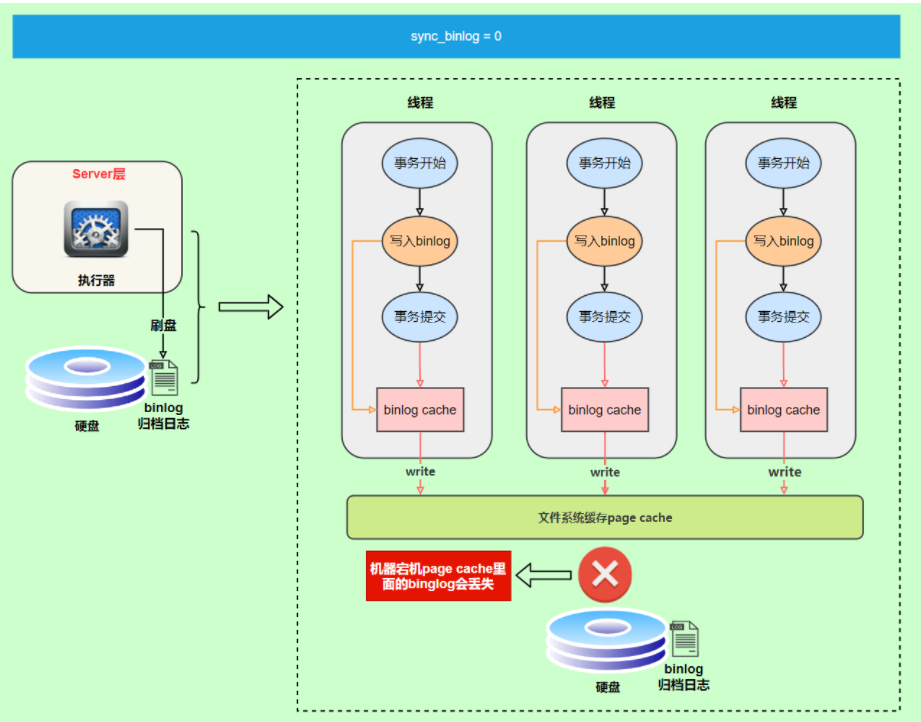 sync_binlog = 0
Server层
执行器
刷盘
LOG
binlog
归档日志
硬盘
线程
事务开始
写入binlog
事务提交
binlog cache
write
线程
事务开始
写入binlog
事务提交
binlog cache
write
线程
事务开始
写入binlog
事务提交
binlog cache
write
文件系统缓存page cache
机器宕机page cache里
面的binglog会丢失
LOG
binlog
归档日志
硬盘